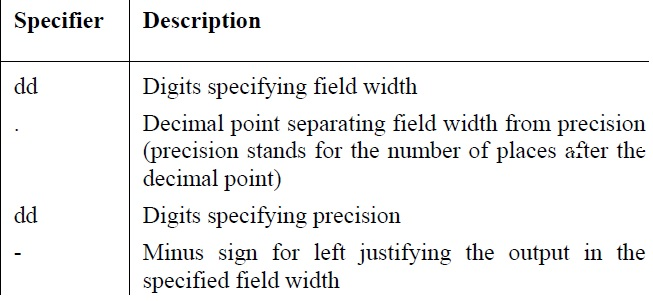 Specifier Description
dd Digits specifying field width
. Decimal point separating field width from precision
(precision stands for the number of places after the
decimal point)
dd Digits specifying precision
- Minus sign for left justifying the output in the
specified field width